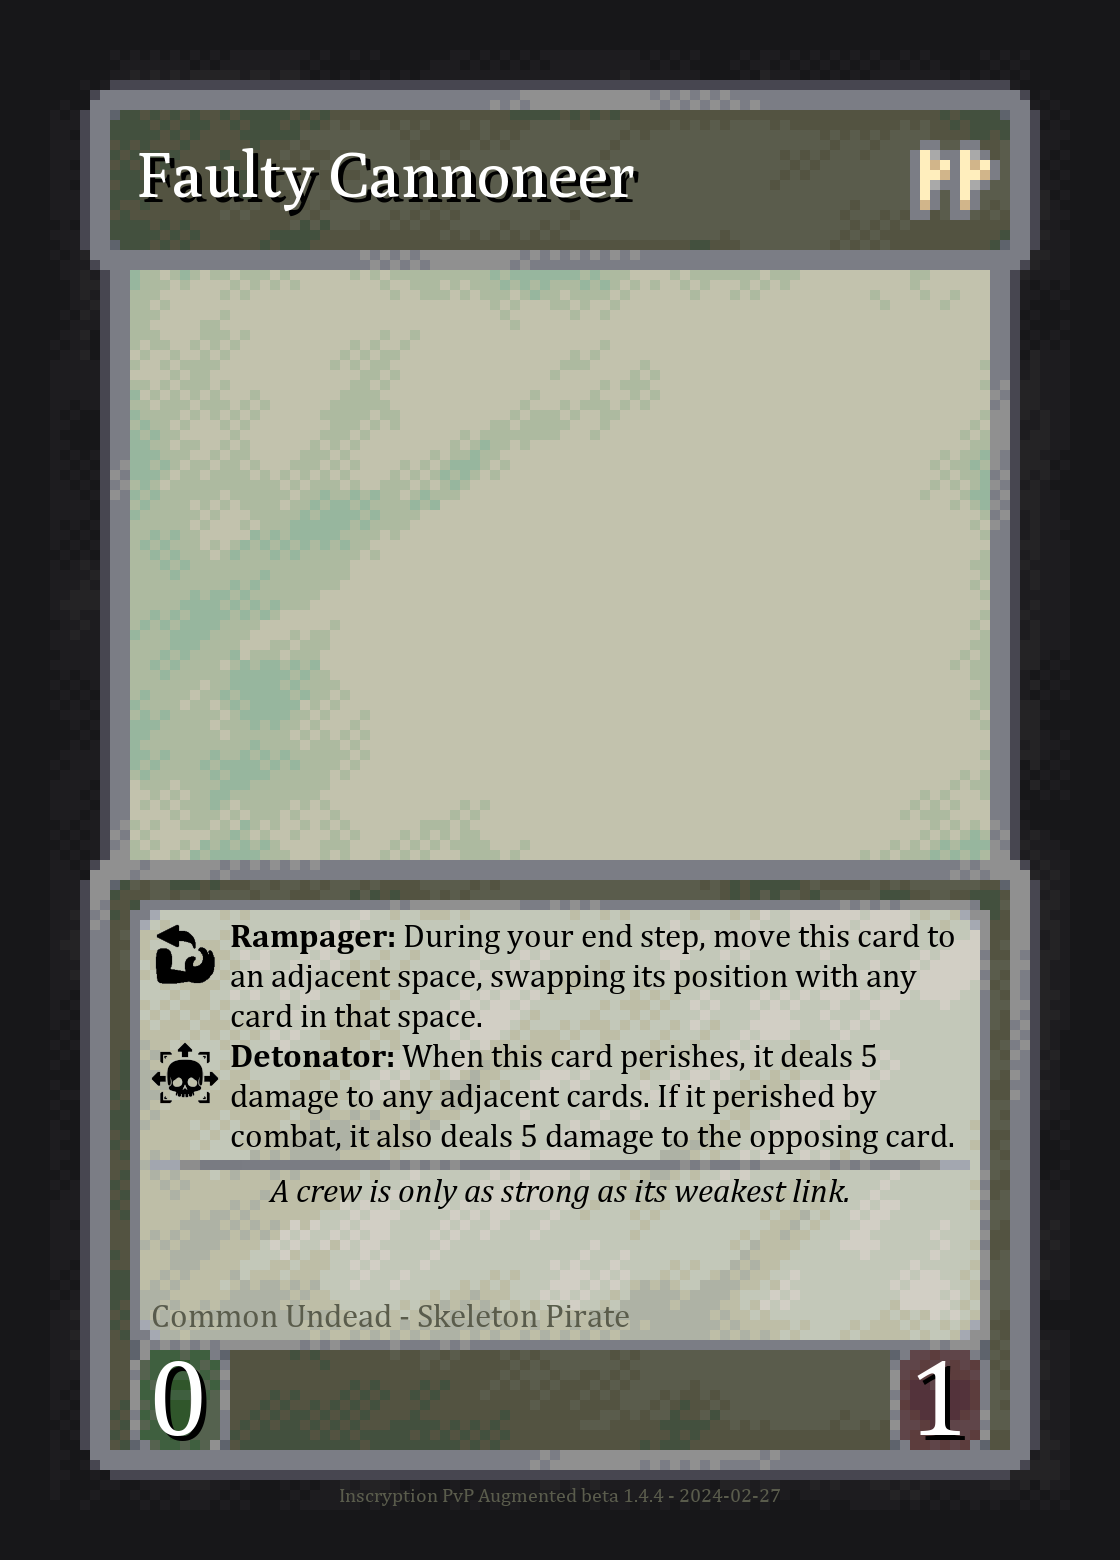 Faulty Cannoneer
Rampager: During your end step, move this card to
an adjacent space, swapping its position with any
card in that space.
Detonator: When this card perishes, it deals 5
damage to any adjacent cards. If it perished by
combat, it also deals 5 damage to the opposing card.
A crew is only as strong as its weakest link.
Common Undead - Skeleton Pirate
0
1
Inscryption PvP Augmented beta 1.4.4 - 2024-02-27